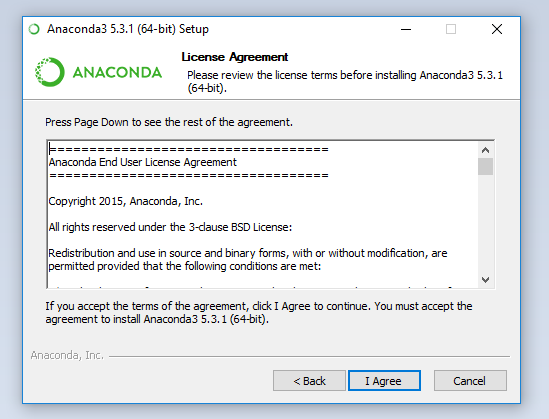 Anaconda3 5.3.1 (64-bit) Setup
ANACONDA
License Agreement
Please review the license terms before installing Anaconda3 5.3.1
(64-bit).
Press Page Down to see the rest of the agreement.
====================================
Anaconda End User License Agreement
====================================
Copyright 2015, Anaconda, Inc.
All rights reserved under the 3-clause BSD License:
Redistribution and use in source and binary forms, with or without modification, are
permitted provided that the following conditions are met:
If you accept the terms of the agreement, click I Agree to continue. You must accept the
agreement to install Anaconda3 5.3.1 (64-bit).
Anaconda, Inc.
< Back
I Agree
Cancel